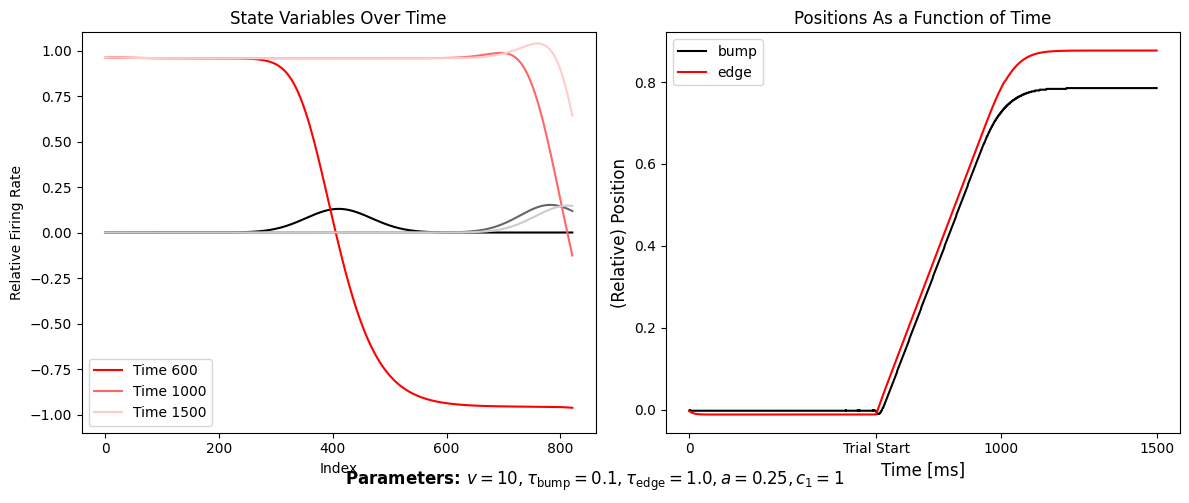 State Variables Over Time
Relative Firing Rate
1.00
0.75
0.50
0.25
0.00
−0.25
−0.50
−0.75
−1.00
Time 600
Time 1000
Time 1500
0 200 400 600 800
Index
Positions As a Function of Time
bump
edge
(Relative) Position
0.8
0.6
0.4
0.2
0.0
0 Trial Start 1000 1500
Time [ms]
Parameters: v = 10, τ_bump = 0.1, τ_edge = 1.0, a = 0.25, c₁ = 1